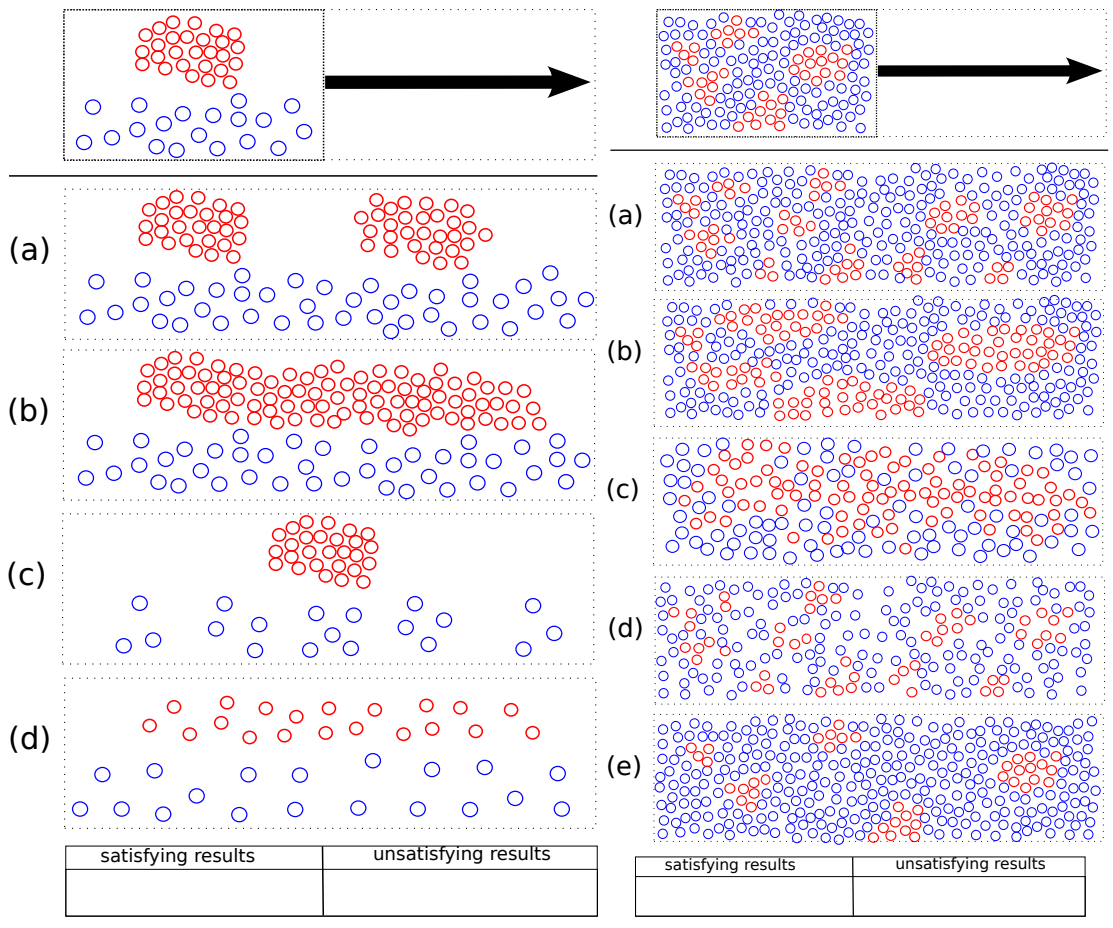 (a)
(b)
(c)
(d)
satisfying results unsatisfying results
(a)
(b)
(c)
(d)
(e)
satisfying results unsatisfying results